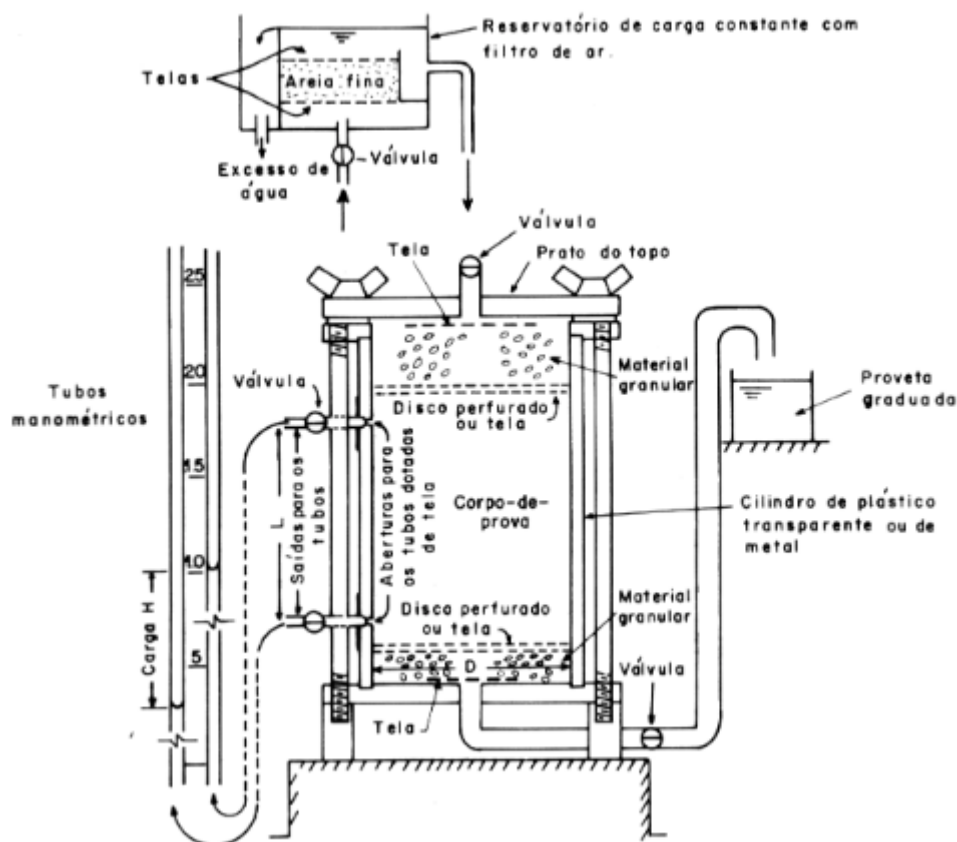 Reservatório de carga constante com
filtro de ar.
Telas
Areia fina
Válvula
Excesso de
água
Válvula
Tela
Prato do tapo
25
20
15
10
5
Tubos
manométricos
Válvula
Material
granular
Proveta
graduada
Disco perfurado
ou tela
L
Saídas para os
tubos
Aberturas para
os tubos dotadas
de tela
Corpo-de-
prova
Cilindro de plástico
transparente ou de
metal
Carga H
Disca perfurado
ou tela
Material
granular
D
Tela
Válvula